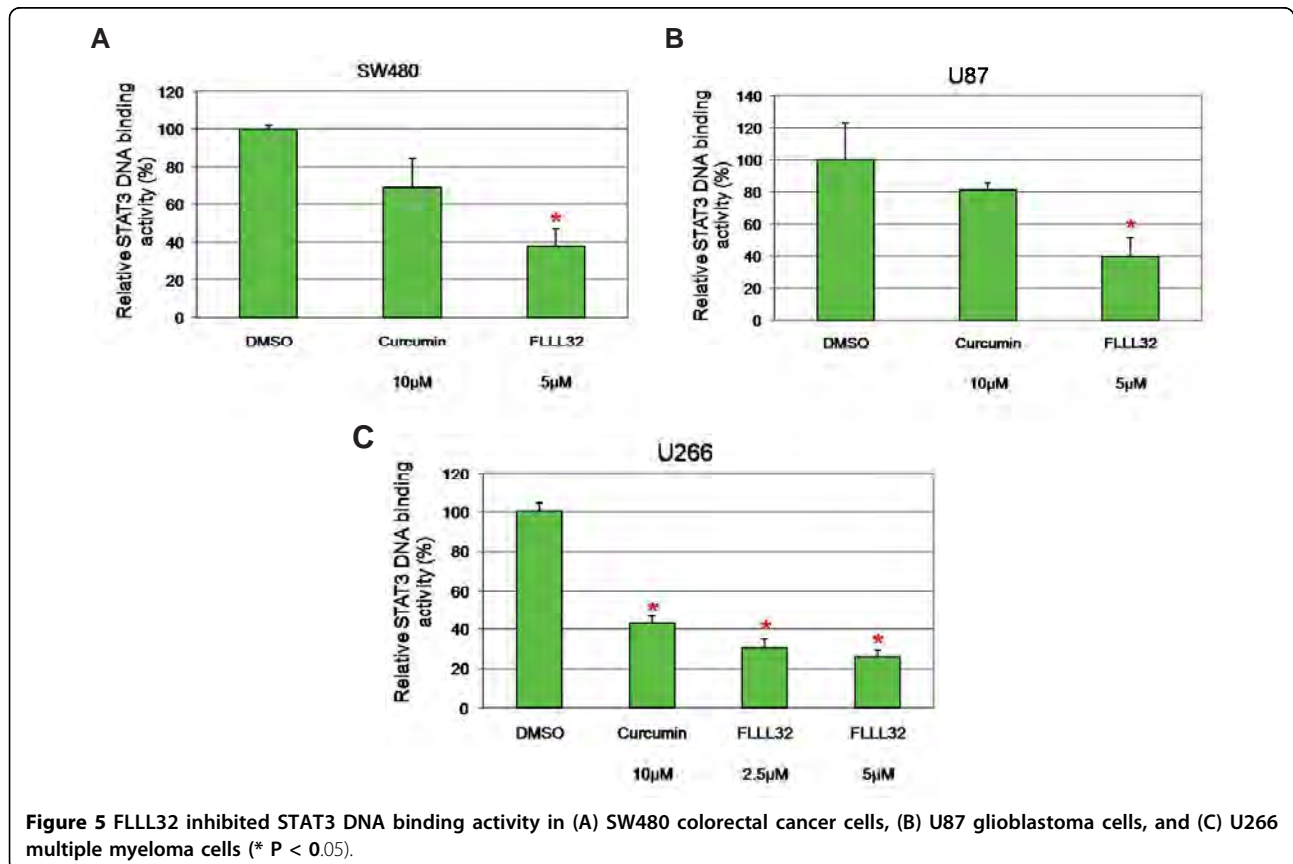 A
SW480
Relative STAT3 DNA binding
activity (%)
120
100
80
60
40
20
0
*
DMSO
Curcumin
FLLL32
10µM
5µM
B
U87
Relative STAT3 DNA binding
activity (%)
140
120
100
80
60
40
20
0
*
DMSO
Curcumin
FLLL32
10µM
5µM
C
U266
Relative STAT3 DNA binding
activity (%)
120
100
80
60
40
20
0
*
*
*
DMSO
Curcumin
FLLL32
FLLL32
10µM
2.5µM
5µM
Figure 5 FLLL32 inhibited STAT3 DNA binding activity in (A) SW480 colorectal cancer cells, (B) U87 glioblastoma cells, and (C) U266
multiple myeloma cells (* P < 0.05).